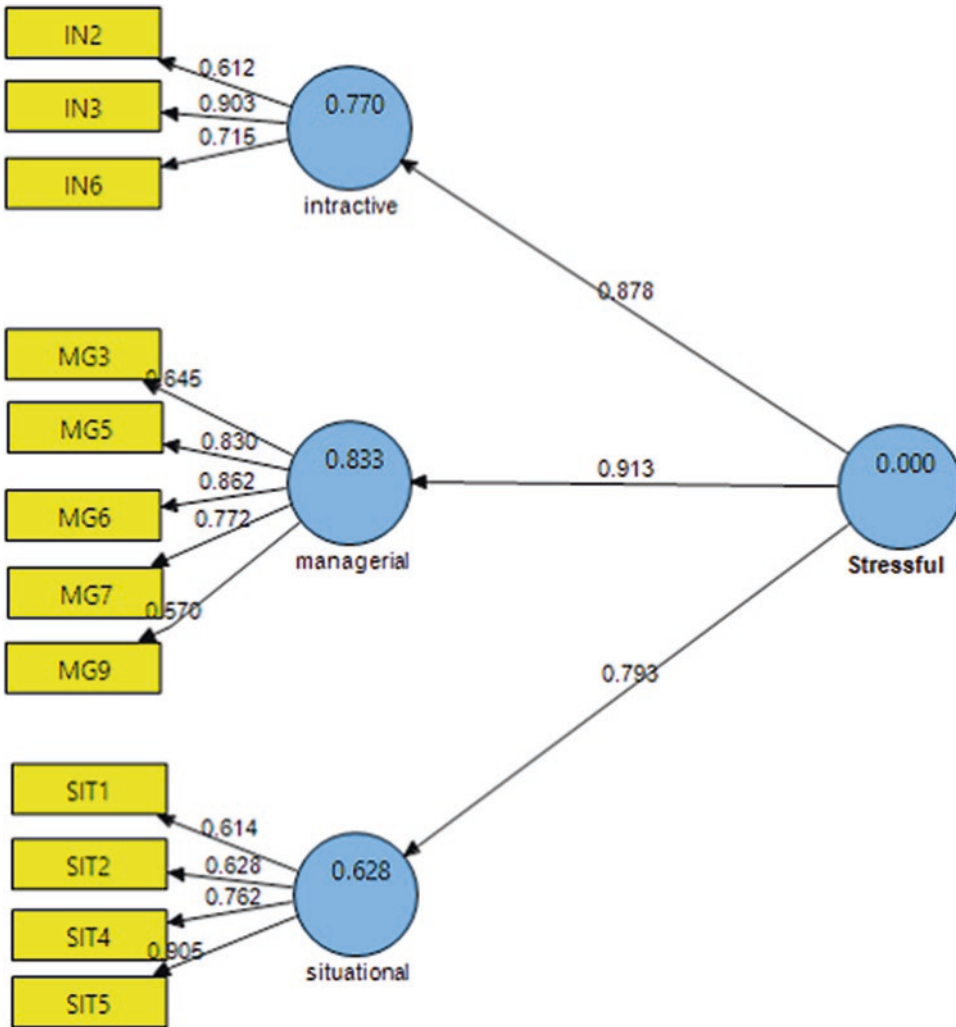 IN2
0.612
IN3
0.903
0.715
IN6
0.770
intractive
0.878
MG3
0.645
MG5
0.830
MG6
0.862
0.772
MG7
0.570
MG9
0.833
managerial
0.913
0.000
Stressful
0.793
SIT1
0.614
SIT2
0.628
0.762
SIT4
0.905
SIT5
0.628
situational